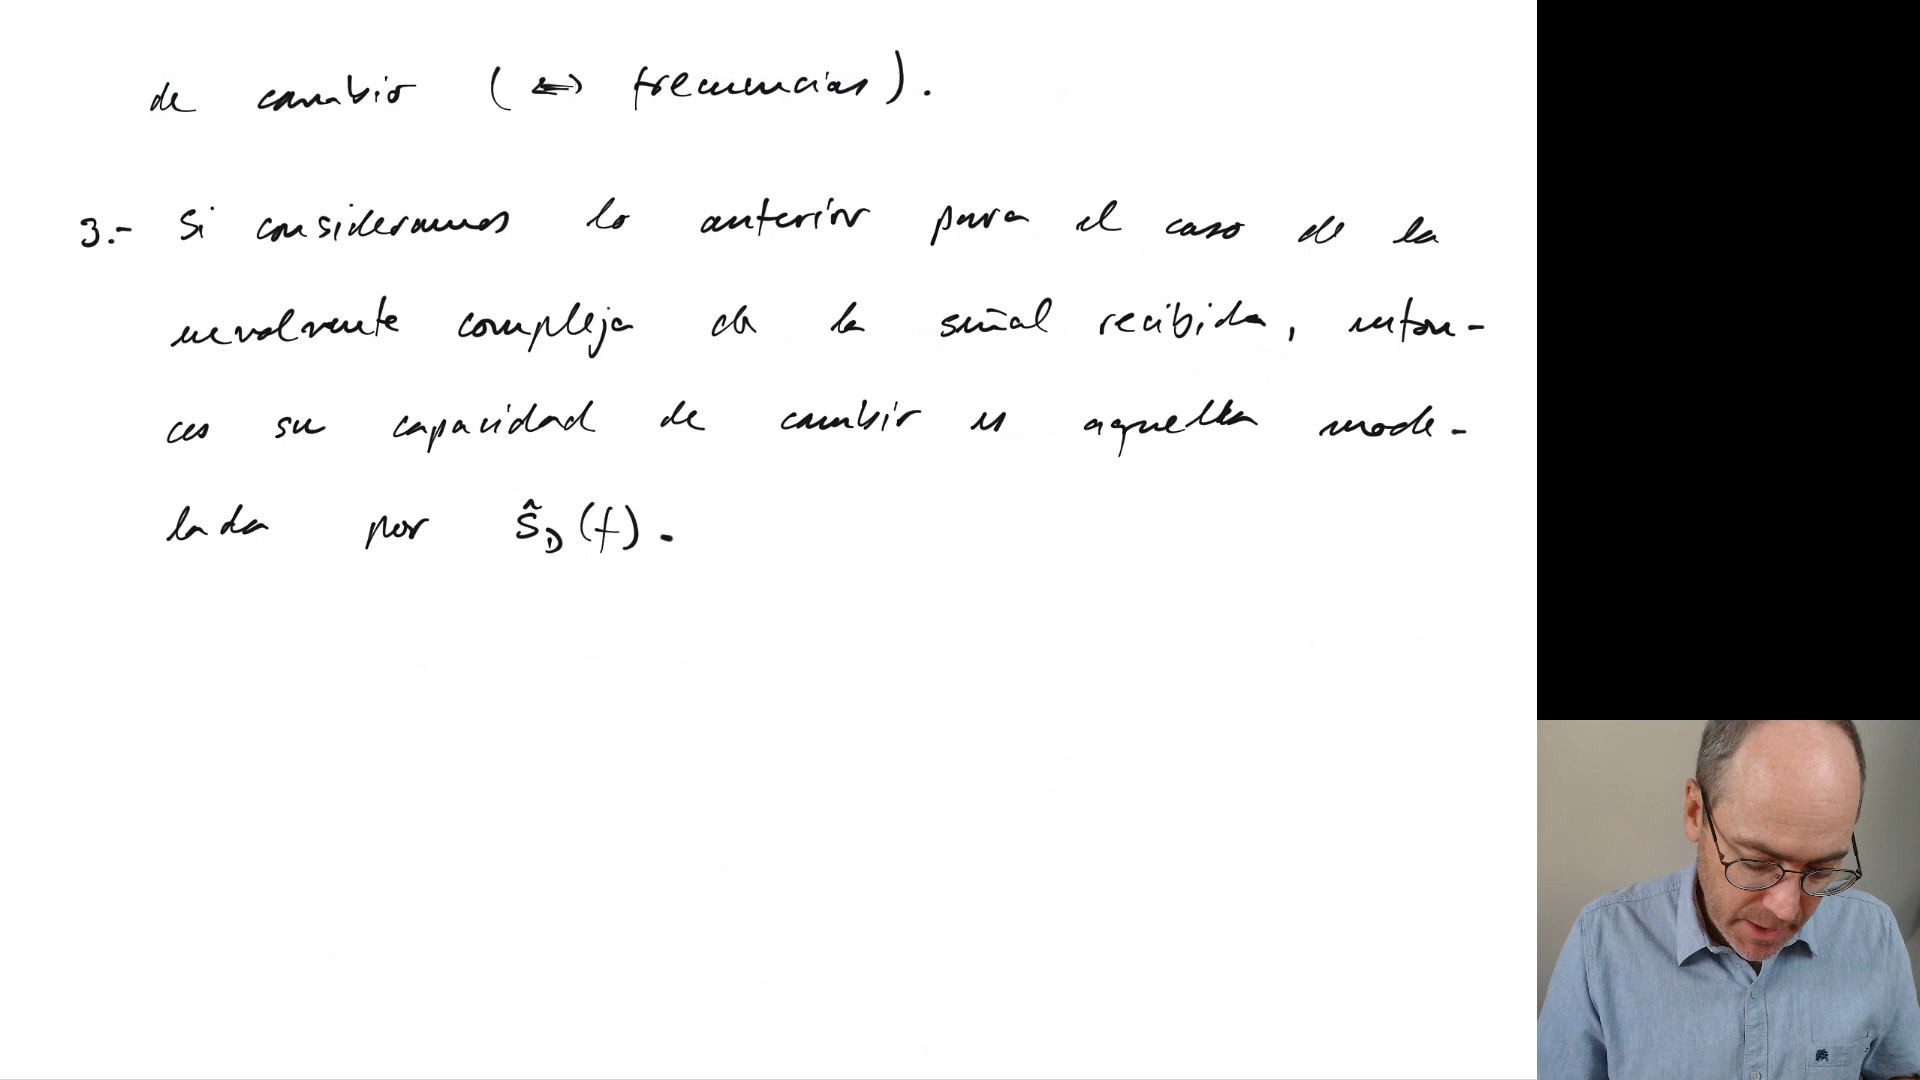 de cambio (⇔ frecuencias).
3.- Si consideramos lo anterior para el caso de la
envolvente compleja de la señal recibida, enton-
ces su capacidad de cambio es aquella mode-
lada por Ŝ_D(f).